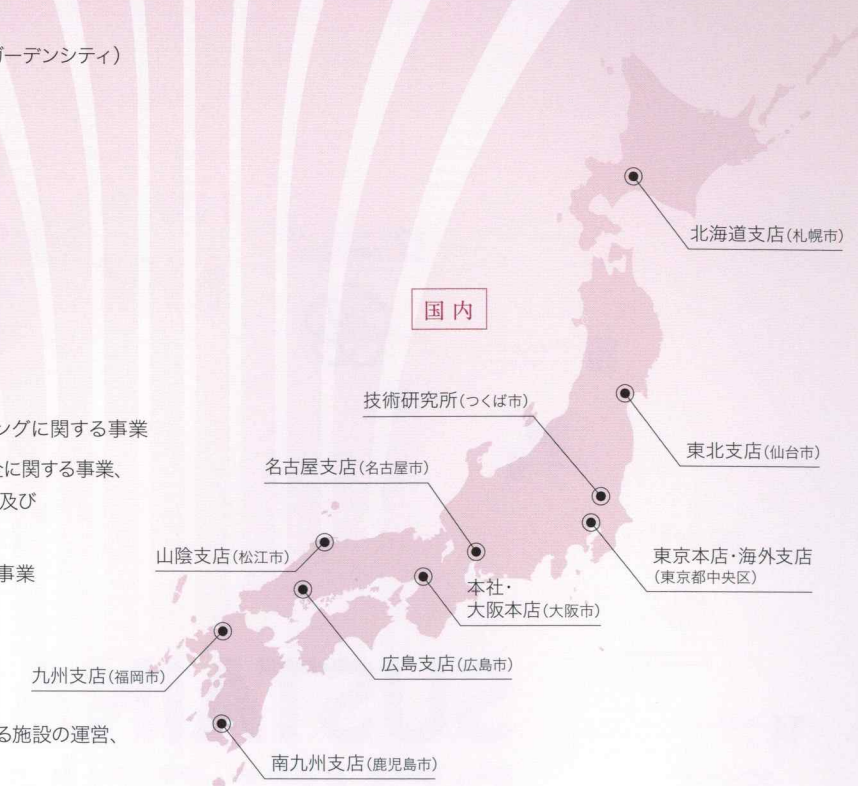 ガーデンシティ）
ングに関する事業
に関する事業、
及び
事業
る施設の運営、
国内
北海道支店（札幌市）
技術研究所（つくば市）
東北支店（仙台市）
名古屋支店（名古屋市）
山陰支店（松江市）
東京本店・海外支店
（東京都中央区）
本社・
大阪本店（大阪市）
広島支店（広島市）
九州支店（福岡市）
南九州支店（鹿児島市）